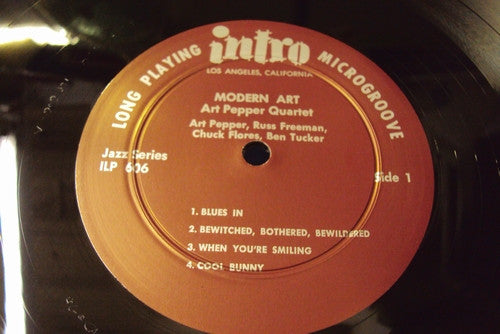 LONG PLAYING intro MICROGROOVE
LOS ANGELES, CALIFORNIA
MODERN ART
Art Pepper Quartet
Art Pepper, Russ Freeman,
Chuck Flores, Ben Tucker
Jazz Series
ILP 606
Side 1
1. BLUES IN
2. BEWITCHED, BOTHERED, BEWILDERED
3. WHEN YOU'RE SMILING
4. COOL BUNNY